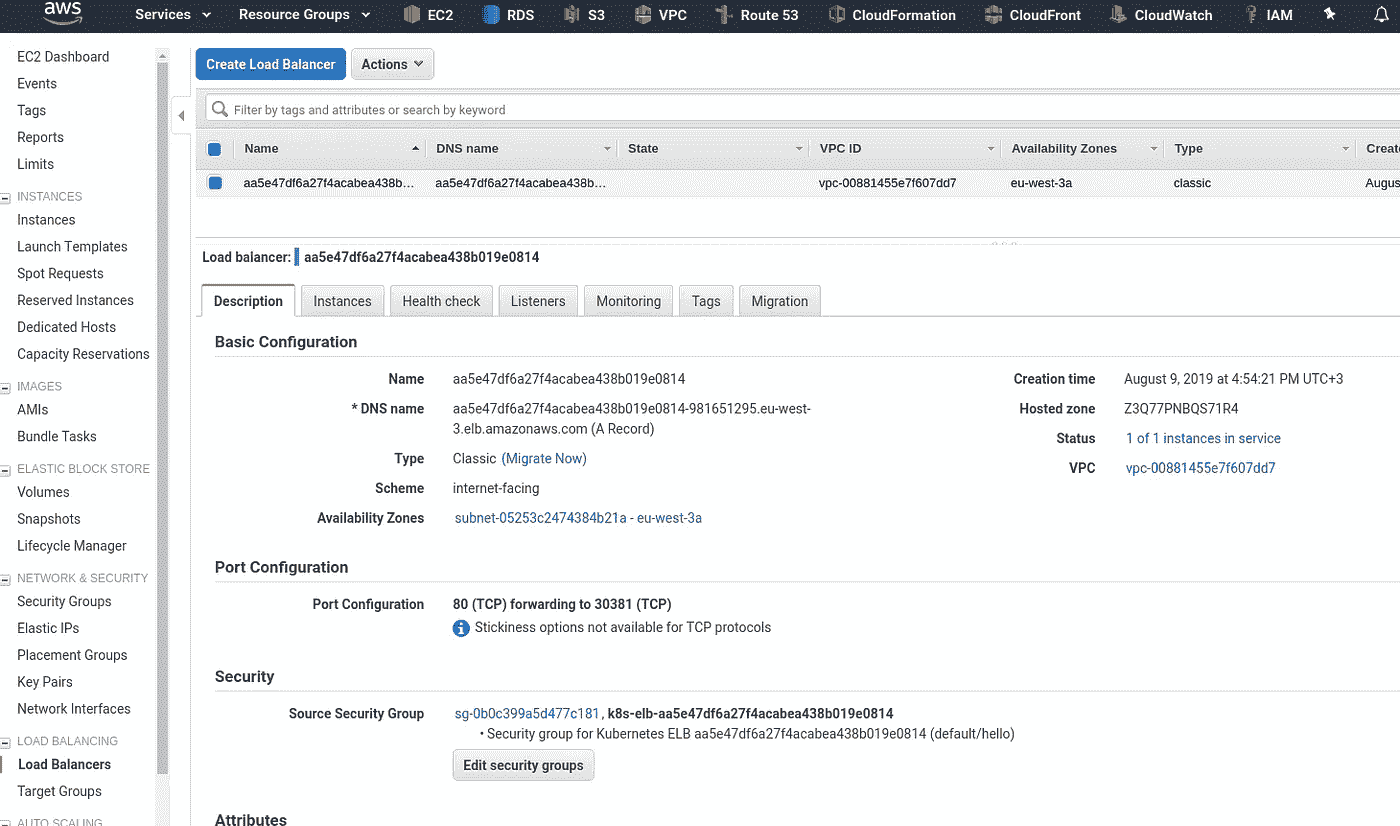 aws Services Resource Groups EC2 RDS S3 VPC Route 53 CloudFormation CloudFront CloudWatch IAM
EC2 Dashboard
Events
Tags
Reports
Limits
INSTANCES
Instances
Launch Templates
Spot Requests
Reserved Instances
Dedicated Hosts
Capacity Reservations
IMAGES
AMIs
Bundle Tasks
ELASTIC BLOCK STORE
Volumes
Snapshots
Lifecycle Manager
NETWORK & SECURITY
Security Groups
Elastic IPs
Placement Groups
Key Pairs
Network Interfaces
LOAD BALANCING
Load Balancers
Target Groups
AUTO SCALING
Create Load Balancer Actions
Filter by tags and attributes or search by keyword
Name DNS name State VPC ID Availability Zones Type Create
aa5e47df6a27f4acabea438b... aa5e47df6a27f4acabea438b... vpc-00881455e7f607dd7 eu-west-3a classic Augus
Load balancer: aa5e47df6a27f4acabea438b019e0814
Description Instances Health check Listeners Monitoring Tags Migration
Basic Configuration
Name aa5e47df6a27f4acabea438b019e0814
* DNS name aa5e47df6a27f4acabea438b019e0814-981651295.eu-west-
3.elb.amazonaws.com (A Record)
Type Classic (Migrate Now)
Scheme internet-facing
Availability Zones subnet-05253c2474384b21a - eu-west-3a
Creation time August 9, 2019 at 4:54:21 PM UTC+3
Hosted zone Z3Q77PNBQS71R4
Status 1 of 1 instances in service
VPC vpc-00881455e7f607dd7
Port Configuration
Port Configuration 80 (TCP) forwarding to 30381 (TCP)
Stickiness options not available for TCP protocols
Security
Source Security Group sg-0b0c399a5d477c181, k8s-elb-aa5e47df6a27f4acabea438b019e0814
• Security group for Kubernetes ELB aa5e47df6a27f4acabea438b019e0814 (default/hello)
Edit security groups
Attributes